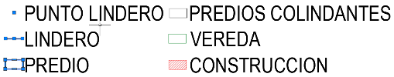 PUNTO LINDERO PREDIOS COLINDANTES
LINDERO VEREDA
PREDIO CONSTRUCCION